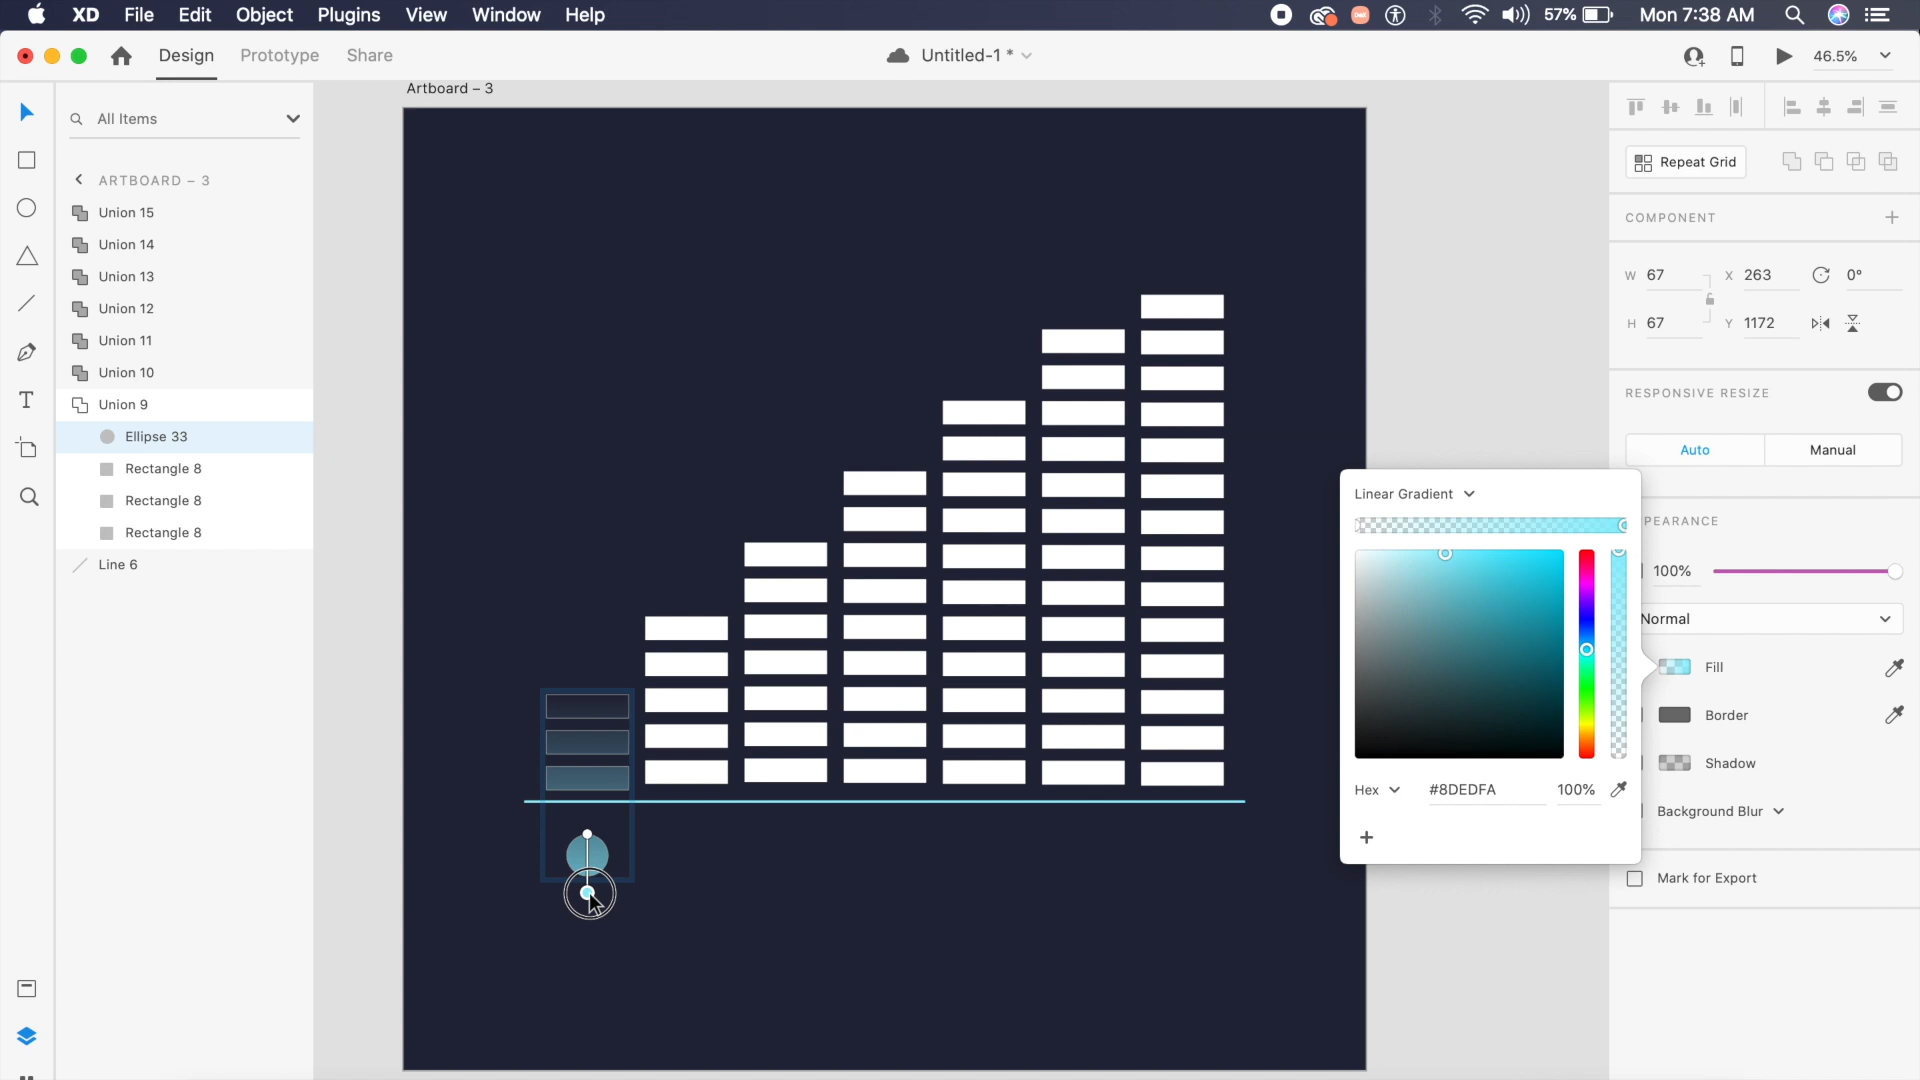 XD File Edit Object Plugins View Window Help 57% Mon 7:38 AM
Design Prototype Share Untitled-1 * 46.5%
Artboard – 3
All Items
ARTBOARD – 3
Union 15
Union 14
Union 13
Union 12
Union 11
Union 10
Union 9
Ellipse 33
Rectangle 8
Rectangle 8
Rectangle 8
Line 6
T
Repeat Grid
COMPONENT
W 67 X 263 0°
H 67 Y 1172
RESPONSIVE RESIZE
Auto Manual
Linear Gradient
PEARANCE
100%
Normal
Fill
Border
Shadow
Hex #8DEDFA 100%
Background Blur
Mark for Export